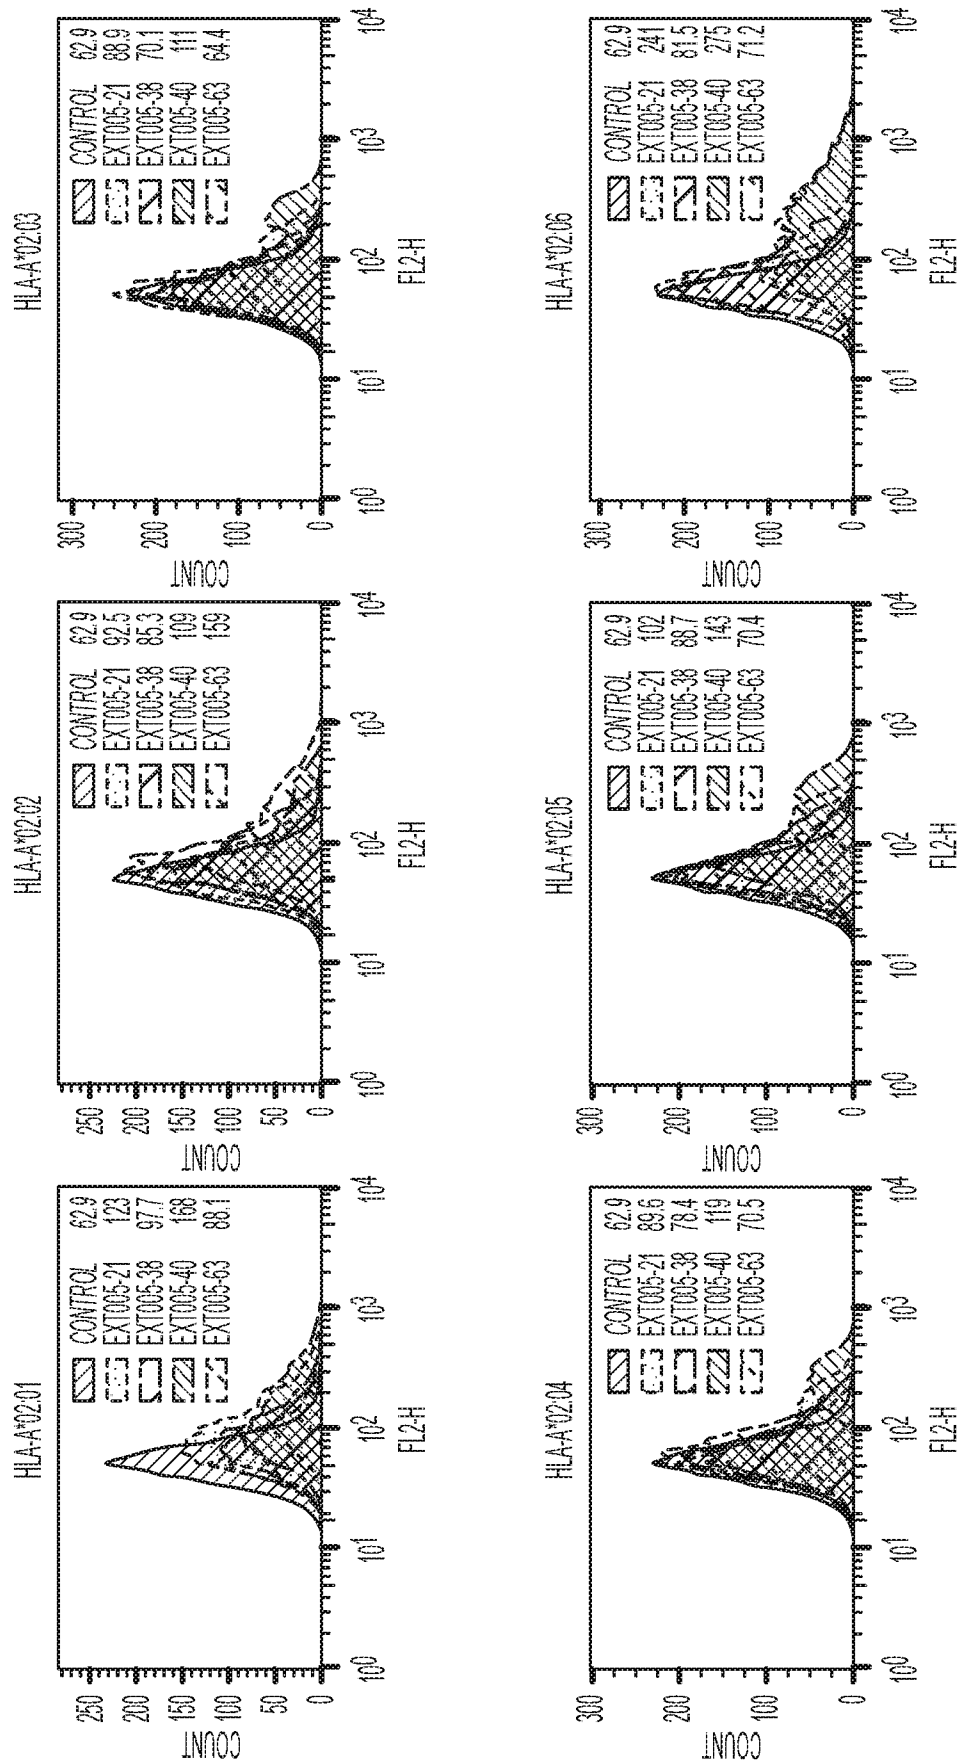 HLA-A*02:01
COUNT
250
200
150
100
50
0
CONTROL 62.9
EXT005-21 123
EXT005-38 97.7
EXT005-40 168
EXT005-63 88.1
10^0 10^1 10^2 10^3 10^4
FL2-H
HLA-A*02:02
COUNT
250
200
150
100
50
0
CONTROL 62.9
EXT005-21 92.5
EXT005-38 85.3
EXT005-40 109
EXT005-63 159
10^0 10^1 10^2 10^3 10^4
FL2-H
HLA-A*02:03
COUNT
300
200
100
0
CONTROL 62.9
EXT005-21 88.9
EXT005-38 70.1
EXT005-40 111
EXT005-63 64.4
10^0 10^1 10^2 10^3 10^4
FL2-H
HLA-A*02:04
COUNT
300
200
100
0
CONTROL 62.9
EXT005-21 89.6
EXT005-38 78.4
EXT005-40 119
EXT005-63 70.5
10^0 10^1 10^2 10^3 10^4
FL2-H
HLA-A*02:05
COUNT
300
200
100
0
CONTROL 62.9
EXT005-21 102
EXT005-38 88.7
EXT005-40 143
EXT005-63 70.4
10^0 10^1 10^2 10^3 10^4
FL2-H
HLA-A*02:06
COUNT
300
200
100
0
CONTROL 62.9
EXT005-21 241
EXT005-38 81.5
EXT005-40 275
EXT005-63 71.2
10^0 10^1 10^2 10^3 10^4
FL2-H